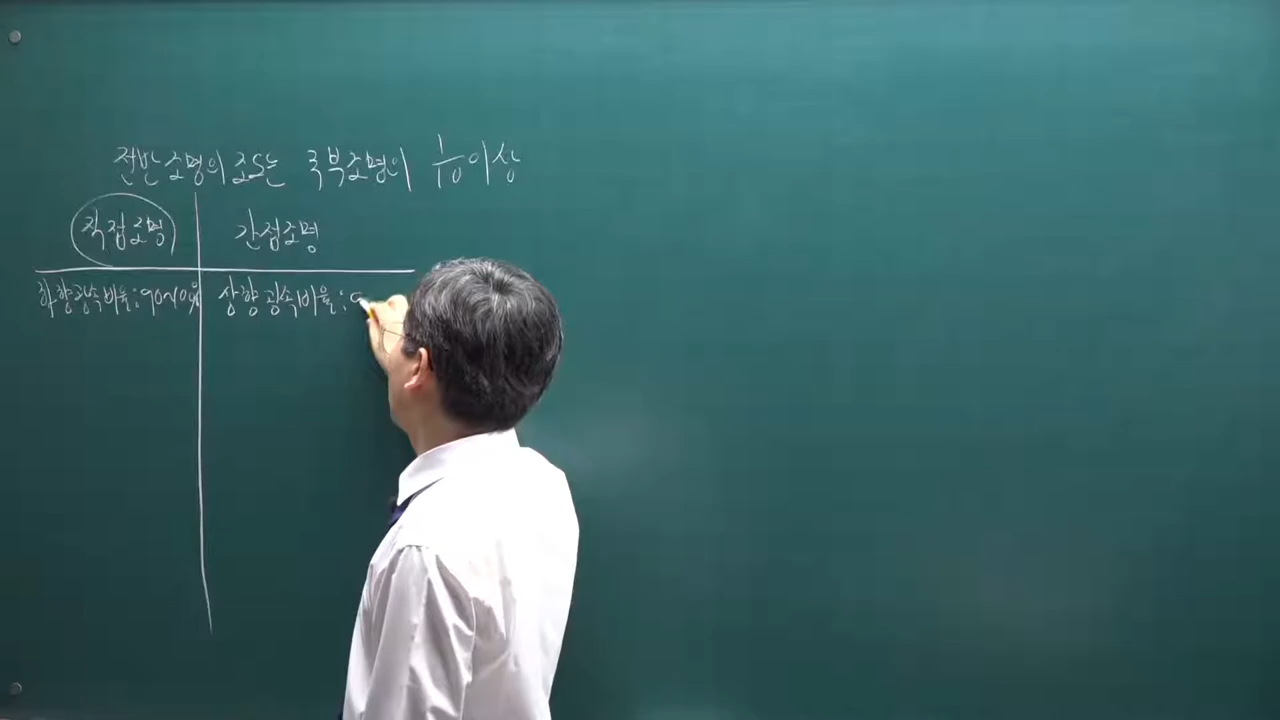 전반조명의 조도는 국부조명의 1/10 이상
직접조명 간접조명
하향광속비율:90~10% 상향광속비율:9